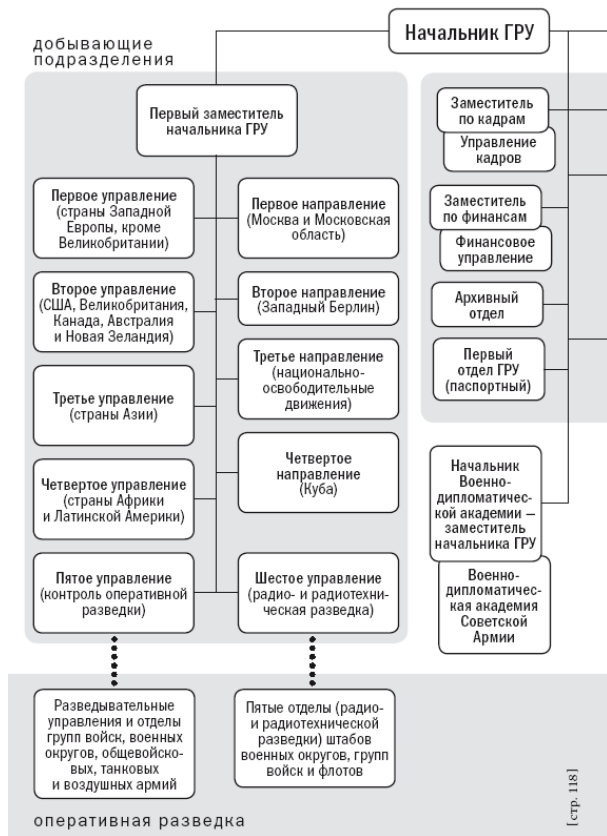 Начальник ГРУ
добывающие
подразделения
Первый заместитель
начальника ГРУ
Первое управление
(страны Западной
Европы, кроме
Великобритании)
Первое направление
(Москва и Московская
область)
Второе управление
(США, Великобритания,
Канада, Австралия
и Новая Зеландия)
Второе направление
(Западный Берлин)
Третье управление
(страны Азии)
Третье направление
(национально-
освободительные
движения)
Четвертое управление
(страны Африки
и Латинской Америки)
Четвертое
направление
(Куба)
Пятое управление
(контроль оперативной
разведки)
Шестое управление
(радио- и радиотехни-
ческая разведка)
Заместитель
по кадрам
Управление
кадров
Заместитель
по финансам
Финансовое
управление
Архивный
отдел
Первый
отдел ГРУ
(паспортный)
Начальник
Военно-
дипломатиче-
ской академии –
заместитель
начальника ГРУ
Военно-
дипломатиче-
ская академия
Советской
Армии
Разведывательные
управления и отделы
групп войск, военных
округов, общевойско-
вых, танковых
и воздушных армий
Пятые отделы (радио-
и радиотехнической
разведки) штабов
военных округов, групп
войск и флотов
оперативная разведка
[стр. 118]